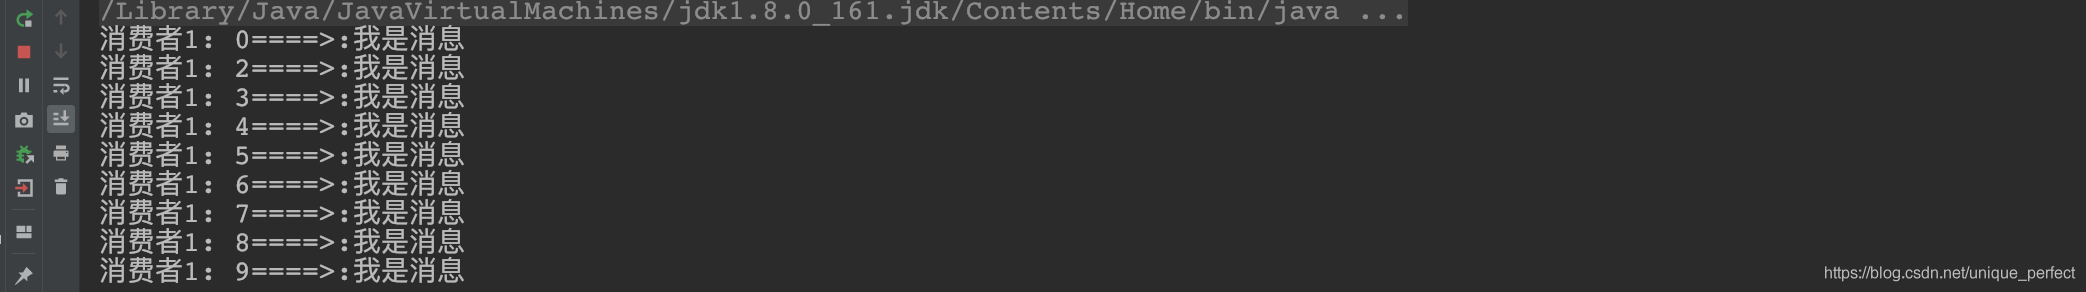 /Library/Java/JavaVirtualMachines/jdk1.8.0_161.jdk/Contents/Home/bin/java ...
消费者1: 0====>:我是消息
消费者1: 2====>:我是消息
消费者1: 3====>:我是消息
消费者1: 4====>:我是消息
消费者1: 5====>:我是消息
消费者1: 6====>:我是消息
消费者1: 7====>:我是消息
消费者1: 8====>:我是消息
消费者1: 9====>:我是消息
https://blog.csdn.net/unique_perfect